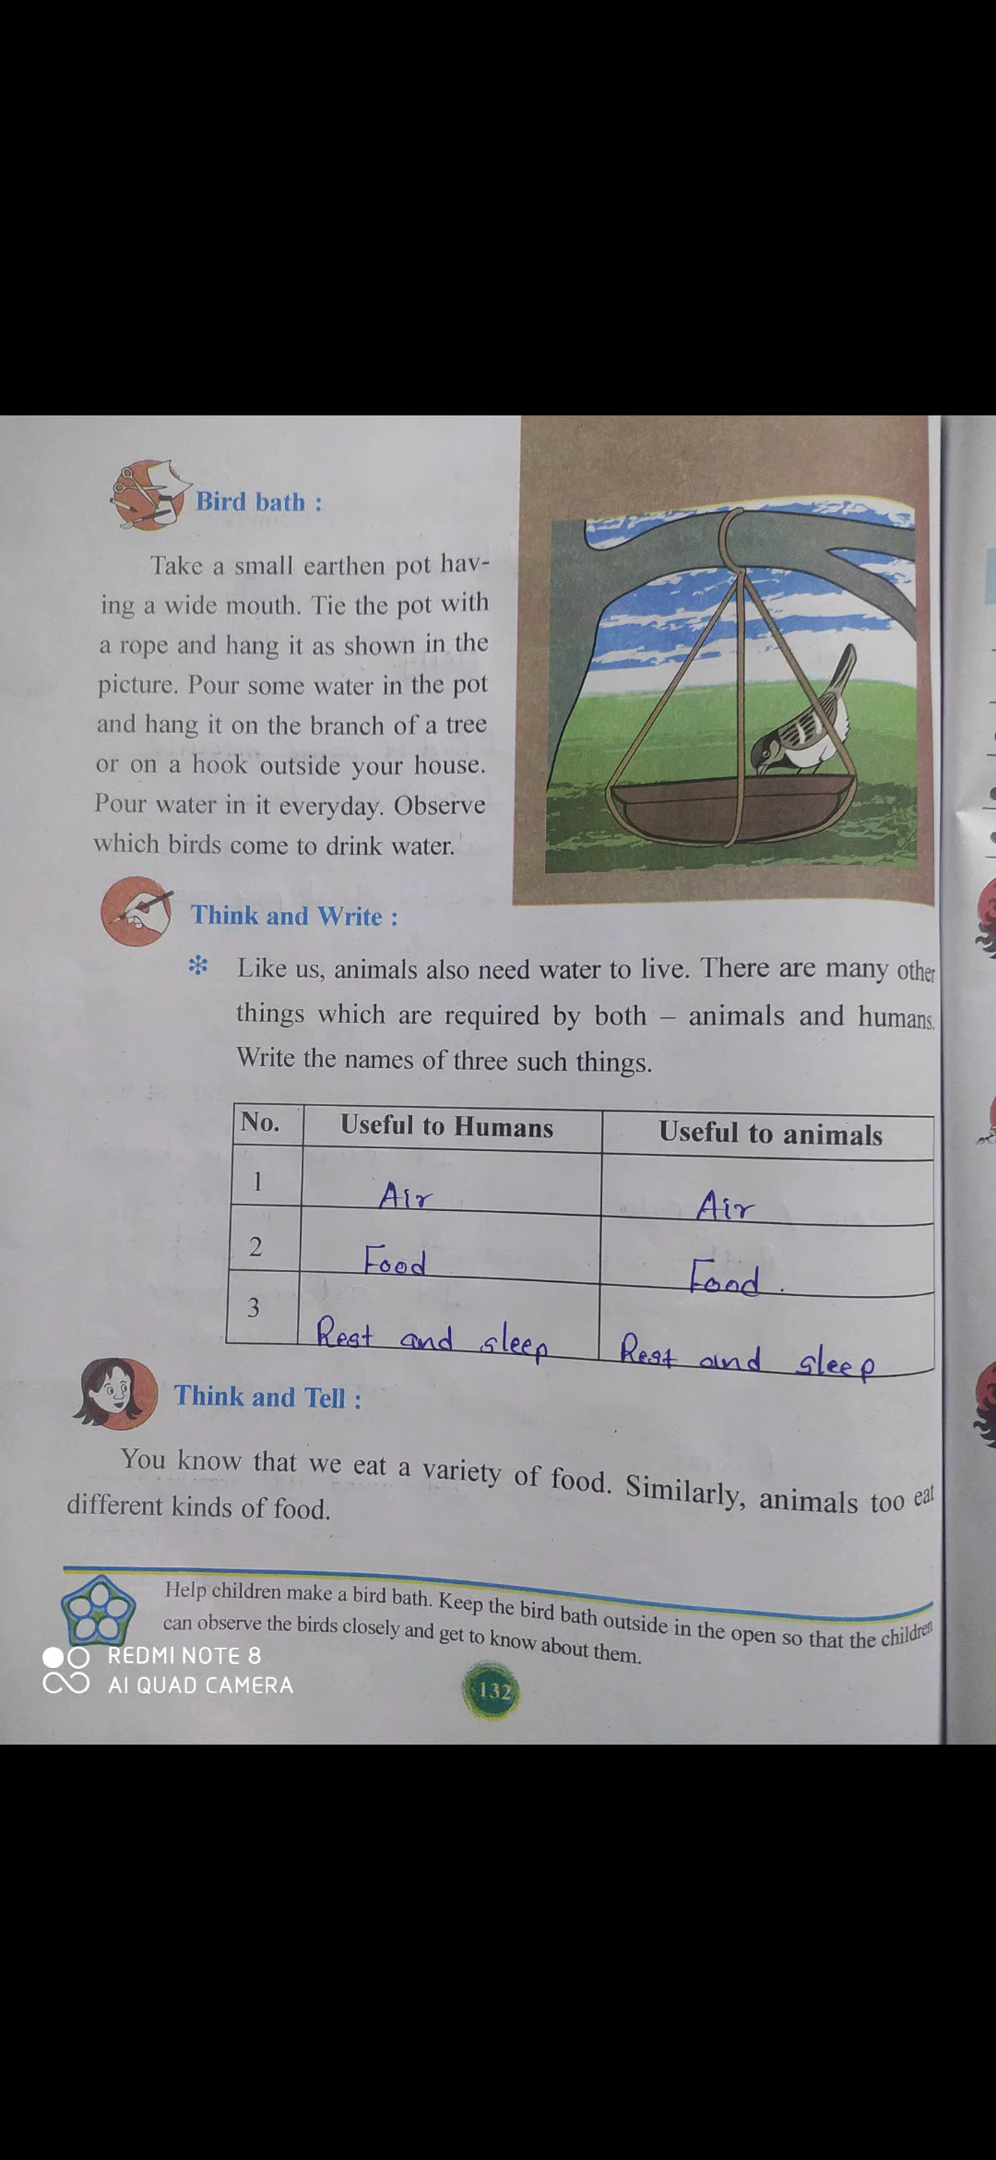 Bird bath :
Take a small earthen pot hav-
ing a wide mouth. Tie the pot with
a rope and hang it as shown in the
picture. Pour some water in the pot
and hang it on the branch of a tree
or on a hook outside your house.
Pour water in it everyday. Observe
which birds come to drink water.
Think and Write :
✻ Like us, animals also need water to live. There are many other
things which are required by both – animals and humans.
Write the names of three such things.
No. Useful to Humans Useful to animals
1 Air Air
2 Food Food .
3 Rest and sleep Rest and sleep
Think and Tell :
You know that we eat a variety of food. Similarly, animals too eat
different kinds of food.
Help children make a bird bath. Keep the bird bath outside in the open so that the children
can observe the birds closely and get to know about them.
REDMI NOTE 8
AI QUAD CAMERA
132